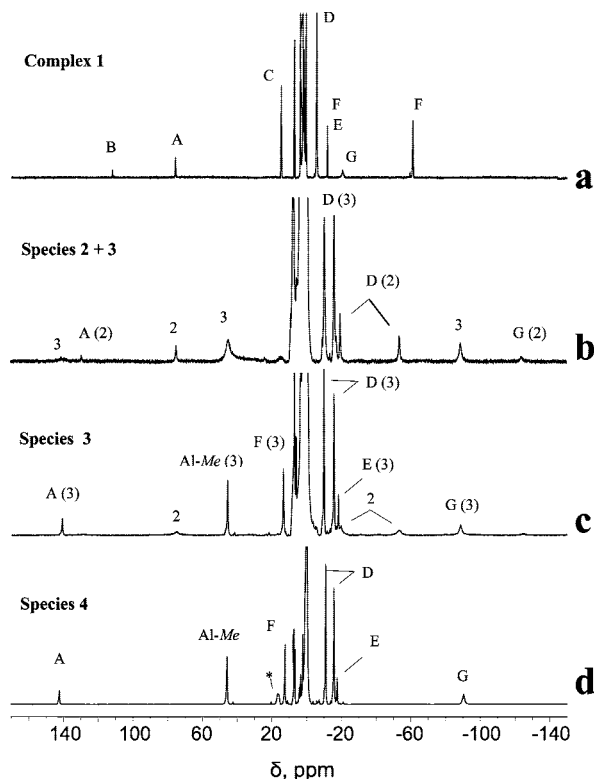 D
Complex 1
C
F
F
E
A
B
G
a
D (3)
Species 2 + 3
D (2)
3
2
3
A (2)
3
G (2)
b
D (3)
Species 3
F (3)
Al-Me (3)
E (3)
A (3)
2
2
G (3)
c
D
Species 4
F
Al-Me
E
A
*
G
d
140 100 60 20 -20 -60 -100 -140
δ, ppm